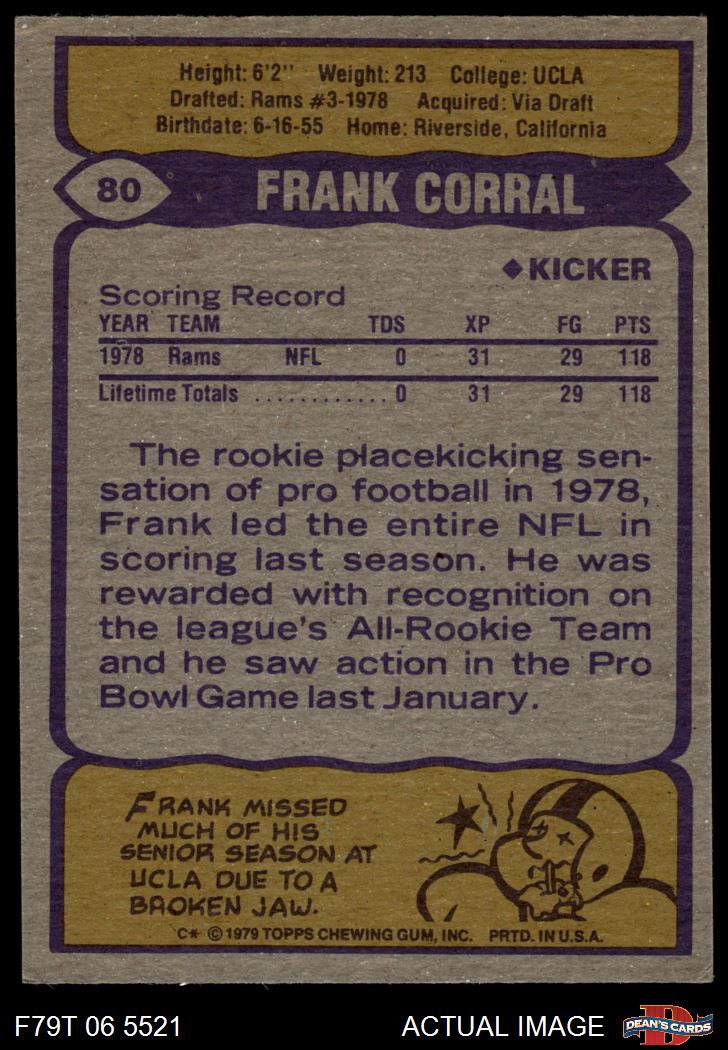 Height: 6'2" Weight: 213 College: UCLA
Drafted: Rams #3-1978 Acquired: Via Draft
Birthdate: 6-16-55 Home: Riverside, California
80 FRANK CORRAL
◆KICKER
Scoring Record
YEAR TEAM TDS XP FG PTS
1978 Rams NFL 0 31 29 118
Lifetime Totals ............ 0 31 29 118
The rookie placekicking sen-
sation of pro football in 1978,
Frank led the entire NFL in
scoring last season. He was
rewarded with recognition on
the league's All-Rookie Team
and he saw action in the Pro
Bowl Game last January.
FRANK MISSED
MUCH OF HIS
SENIOR SEASON AT
UCLA DUE TO A
BROKEN JAW.
C* © 1979 TOPPS CHEWING GUM, INC. PRTD. IN U.S.A.
F79T 06 5521 ACTUAL IMAGE D DEAN'S CARDS